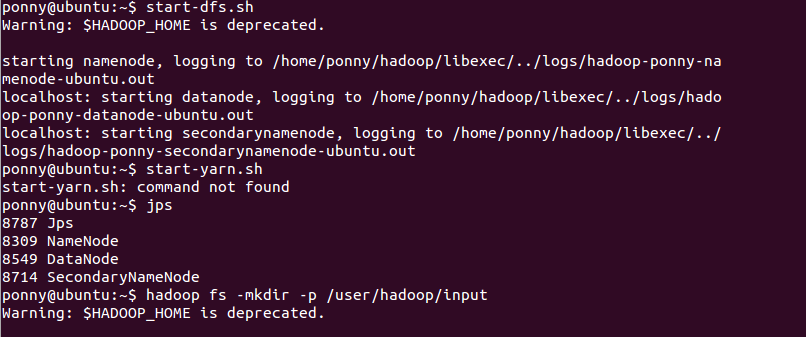 ponny@ubuntu:~$ start-dfs.sh
Warning: $HADOOP_HOME is deprecated.

starting namenode, logging to /home/ponny/hadoop/libexec/../logs/hadoop-ponny-na
menode-ubuntu.out
localhost: starting datanode, logging to /home/ponny/hadoop/libexec/../logs/hado
op-ponny-datanode-ubuntu.out
localhost: starting secondarynamenode, logging to /home/ponny/hadoop/libexec/../
logs/hadoop-ponny-secondarynamenode-ubuntu.out
ponny@ubuntu:~$ start-yarn.sh
start-yarn.sh: command not found
ponny@ubuntu:~$ jps
8787 Jps
8309 NameNode
8549 DataNode
8714 SecondaryNameNode
ponny@ubuntu:~$ hadoop fs -mkdir -p /user/hadoop/input
Warning: $HADOOP_HOME is deprecated.